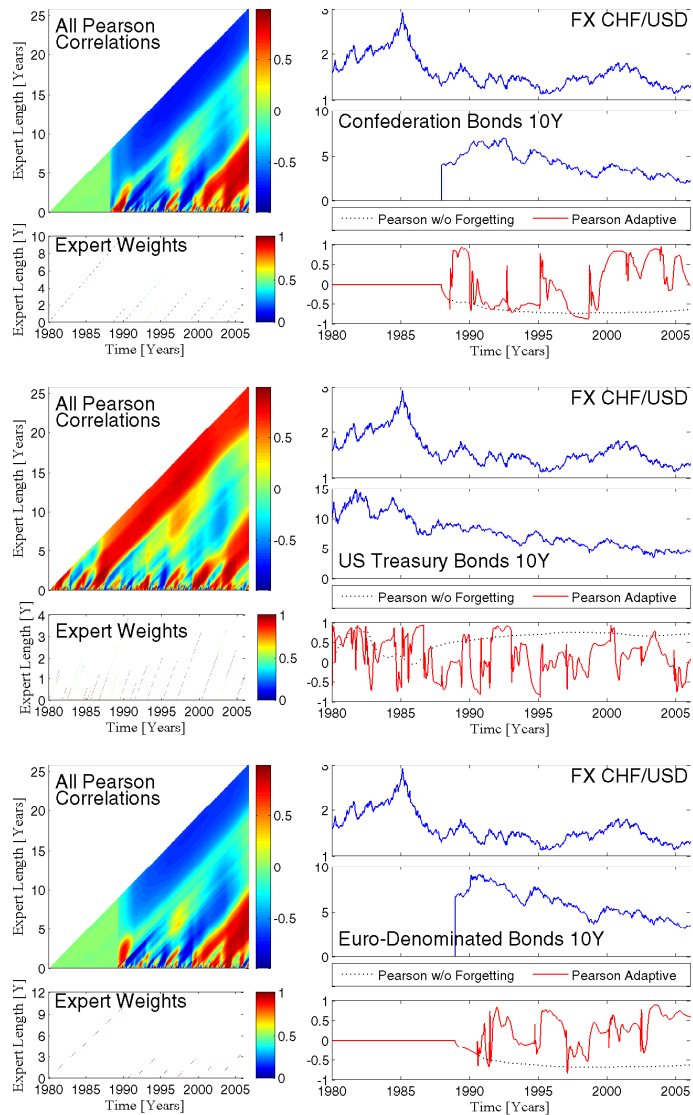 All Pearson
Correlations
Expert Length [ Years]
25
20
15
10
5
0
0.5
0
-0.5
FX CHF/USD
3
2
1
Confederation Bonds 10Y
10
5
0
Pearson w/o Forgetting
Pearson Adaptive
Expert Weights
Expert Length [ Y]
10
8
6
4
2
0
1980 1985 1990 1995 2000 2005
Time [Years]
1
0.5
0
1
0.5
0
-0.5
-1
1980 1985 1990 1995 2000 2005
Time [Years]
All Pearson
Correlations
Expert Length [ Years]
25
20
15
10
5
0
0.5
0
-0.5
FX CHF/USD
3
2
1
US Treasury Bonds 10Y
15
10
5
0
Pearson w/o Forgetting
Pearson Adaptive
Expert Weights
Expert Length [ Y]
4
3
2
1
0
1980 1985 1990 1995 2000 2005
Time [Years]
1
0.5
0
1
0.5
0
-0.5
-1
1980 1985 1990 1995 2000 2005
Time [Years]
All Pearson
Correlations
Expert Length [ Years]
25
20
15
10
5
0
0.5
0
-0.5
FX CHF/USD
3
2
1
Euro-Denominated Bonds 10Y
10
5
0
Pearson w/o Forgetting
Pearson Adaptive
Expert Weights
Expert Length [ Y]
12
9
6
3
0
1980 1985 1990 1995 2000 2005
Time [Years]
1
0.5
0
1
0.5
0
-0.5
-1
1980 1985 1990 1995 2000 2005
Time [Years]